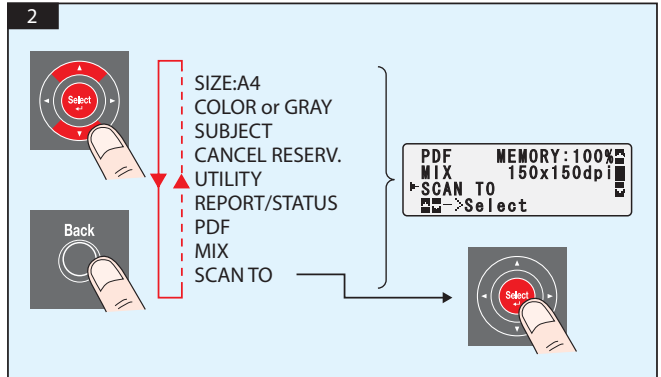 2
Select
SIZE:A4
COLOR or GRAY
SUBJECT
CANCEL RESERV.
UTILITY
REPORT/STATUS
PDF
MIX
SCAN TO
Back
PDF MEMORY:100%
MIX 150x150dpi
SCAN TO
->Select
Select